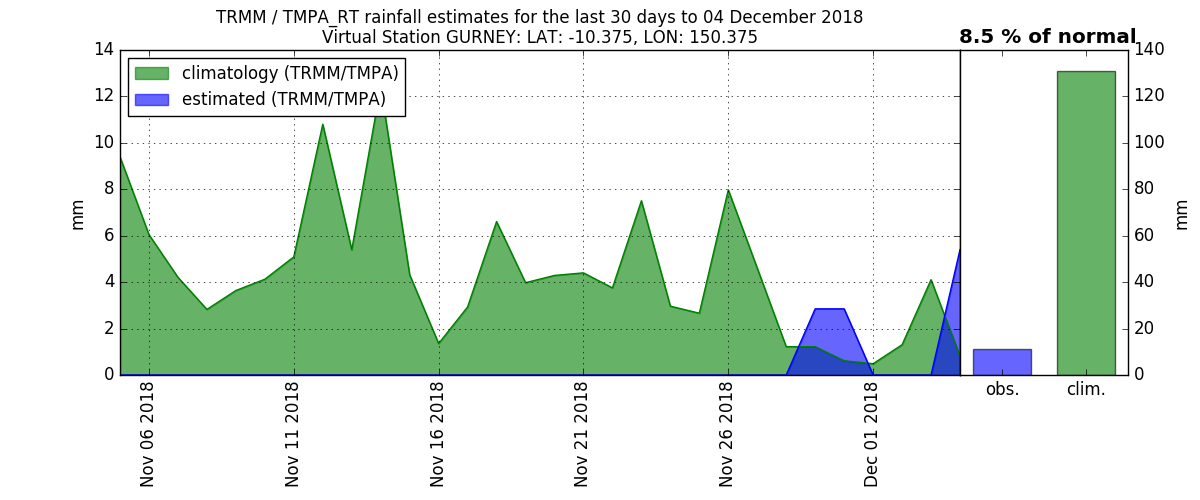 TRMM / TMPA_RT rainfall estimates for the last 30 days to 04 December 2018
Virtual Station GURNEY: LAT: -10.375, LON: 150.375
8.5 % of normal
climatology (TRMM/TMPA)
estimated (TRMM/TMPA)
14
12
10
8
6
4
2
0
mm
140
120
100
80
60
40
20
0
mm
Nov 06 2018
Nov 11 2018
Nov 16 2018
Nov 21 2018
Nov 26 2018
Dec 01 2018
obs.
clim.